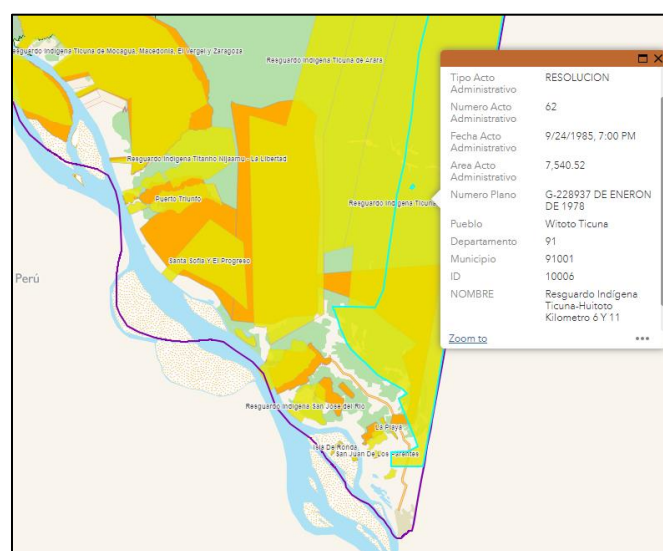 Resguardo Indígena Ticuna de Mocagua, Macedonia, El Vergel y Zaragoza
Resguardo Indígena Ticuna de Arara
Resguardo Indígena Titanho Nijaamu - La Libertad
Puerto Triunfo
Resguardo Indígena Ticuna
Santa Sofía Y El Progreso
Perú
Resguardo Indígena San Jose del Río
La Playa
Isla De Ronda
San Juan De Los Parentes
Tipo Acto Administrativo RESOLUCION
Numero Acto Administrativo 62
Fecha Acto Administrativo 9/24/1985, 7:00 PM
Area Acto Administrativo 7,540.52
Numero Plano G-228937 DE ENERON DE 1978
Pueblo Witoto Ticuna
Departamento 91
Municipio 91001
ID 10006
NOMBRE Resguardo Indígena Ticuna-Huitoto Kilometro 6 Y 11
Zoom to